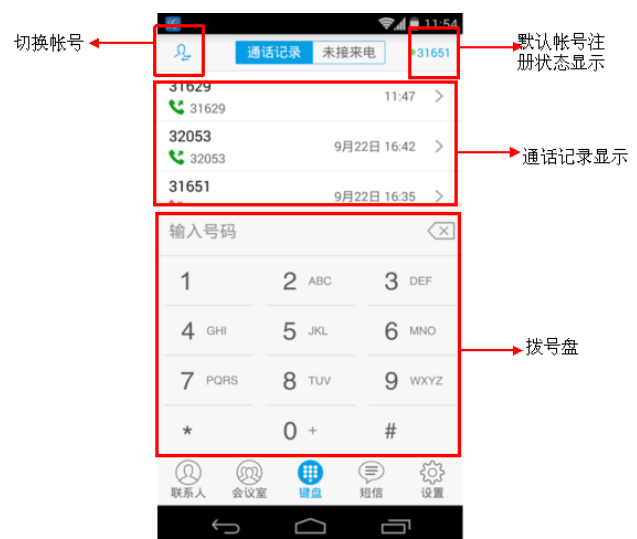 11:54
切换帐号
通话记录 未接来电
31651
默认帐号注
册状态显示
31629
31629
11:47
32053
32053
9月22日 16:42
通话记录显示
31651
9月22日 16:35
输入号码
1
2 ABC
3 DEF
4 GHI
5 JKL
6 MNO
拨号盘
7 PQRS
8 TUV
9 WXYZ
*
0 +
#
联系人 会议室 键盘 短信 设置